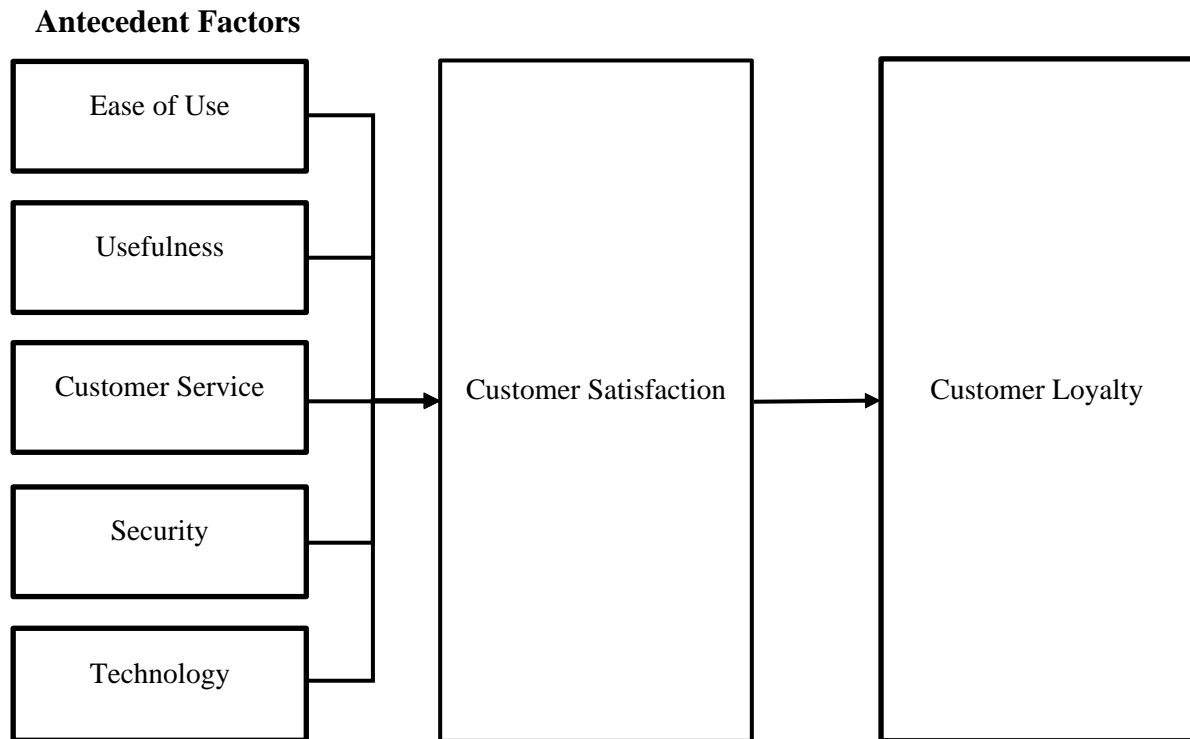 Antecedent Factors
Ease of Use
Usefulness
Customer Service
Customer Satisfaction
Customer Loyalty
Security
Technology